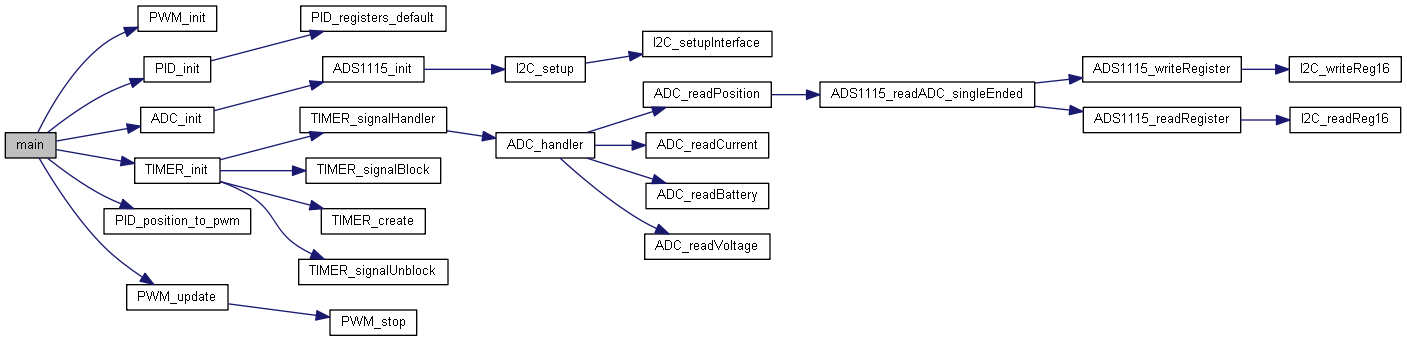 main
PWM_init
PID_init
PID_registers_default
ADC_init
ADS1115_init
I2C_setup
I2C_setupInterface
TIMER_init
TIMER_signalHandler
ADC_handler
ADC_readPosition
ADS1115_readADC_singleEnded
ADS1115_writeRegister
I2C_writeReg16
ADS1115_readRegister
I2C_readReg16
ADC_readCurrent
ADC_readBattery
ADC_readVoltage
TIMER_signalBlock
TIMER_create
TIMER_signalUnblock
PID_position_to_pwm
PWM_update
PWM_stop